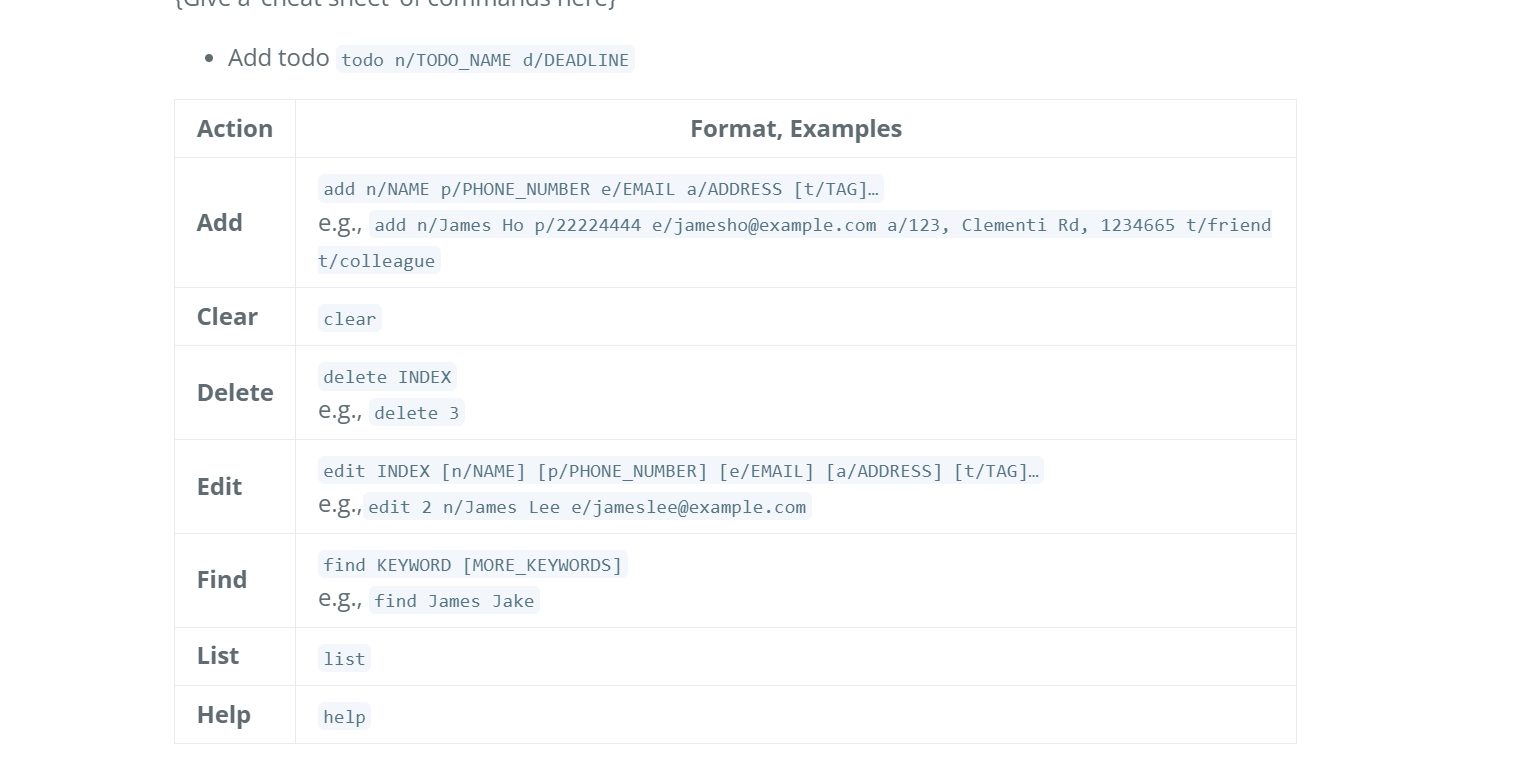 {Give a 'cheat sheet' of commands here}
Add todo todo n/TODO_NAME d/DEADLINE
Action Format, Examples
Add
add n/NAME p/PHONE_NUMBER e/EMAIL a/ADDRESS [t/TAG]…
e.g., add n/James Ho p/22224444 e/jamesho@example.com a/123, Clementi Rd, 1234665 t/friend
t/colleague
Clear clear
Delete
delete INDEX
e.g., delete 3
Edit
edit INDEX [n/NAME] [p/PHONE_NUMBER] [e/EMAIL] [a/ADDRESS] [t/TAG]…
e.g., edit 2 n/James Lee e/jameslee@example.com
Find
find KEYWORD [MORE_KEYWORDS]
e.g., find James Jake
List list
Help help